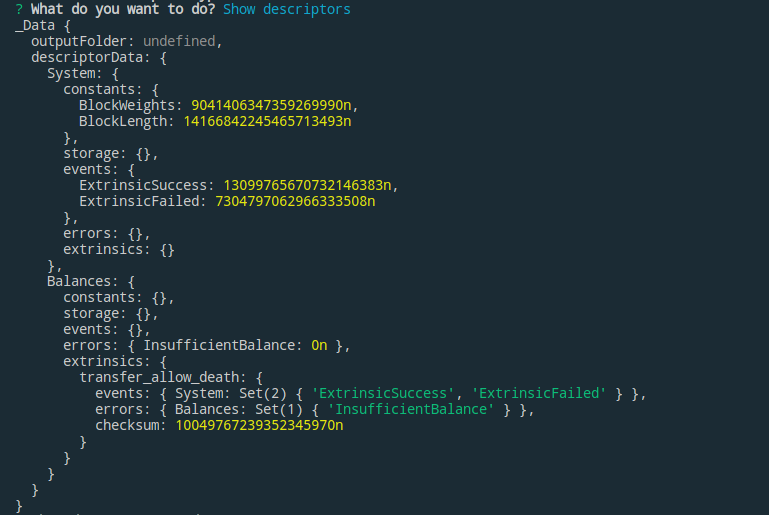 ? What do you want to do? Show descriptors
_Data {
  outputFolder: undefined,
  descriptorData: {
    System: {
      constants: {
        BlockWeights: 9041406347359269990n,
        BlockLength: 14166842245465713493n
      },
      storage: {},
      events: {
        ExtrinsicSuccess: 13099765670732146383n,
        ExtrinsicFailed: 7304797062966333508n
      },
      errors: {},
      extrinsics: {}
    },
    Balances: {
      constants: {},
      storage: {},
      events: {},
      errors: { InsufficientBalance: 0n },
      extrinsics: {
        transfer_allow_death: {
          events: { System: Set(2) { 'ExtrinsicSuccess', 'ExtrinsicFailed' } },
          errors: { Balances: Set(1) { 'InsufficientBalance' } },
          checksum: 10049767239352345970n
        }
      }
    }
  }
}